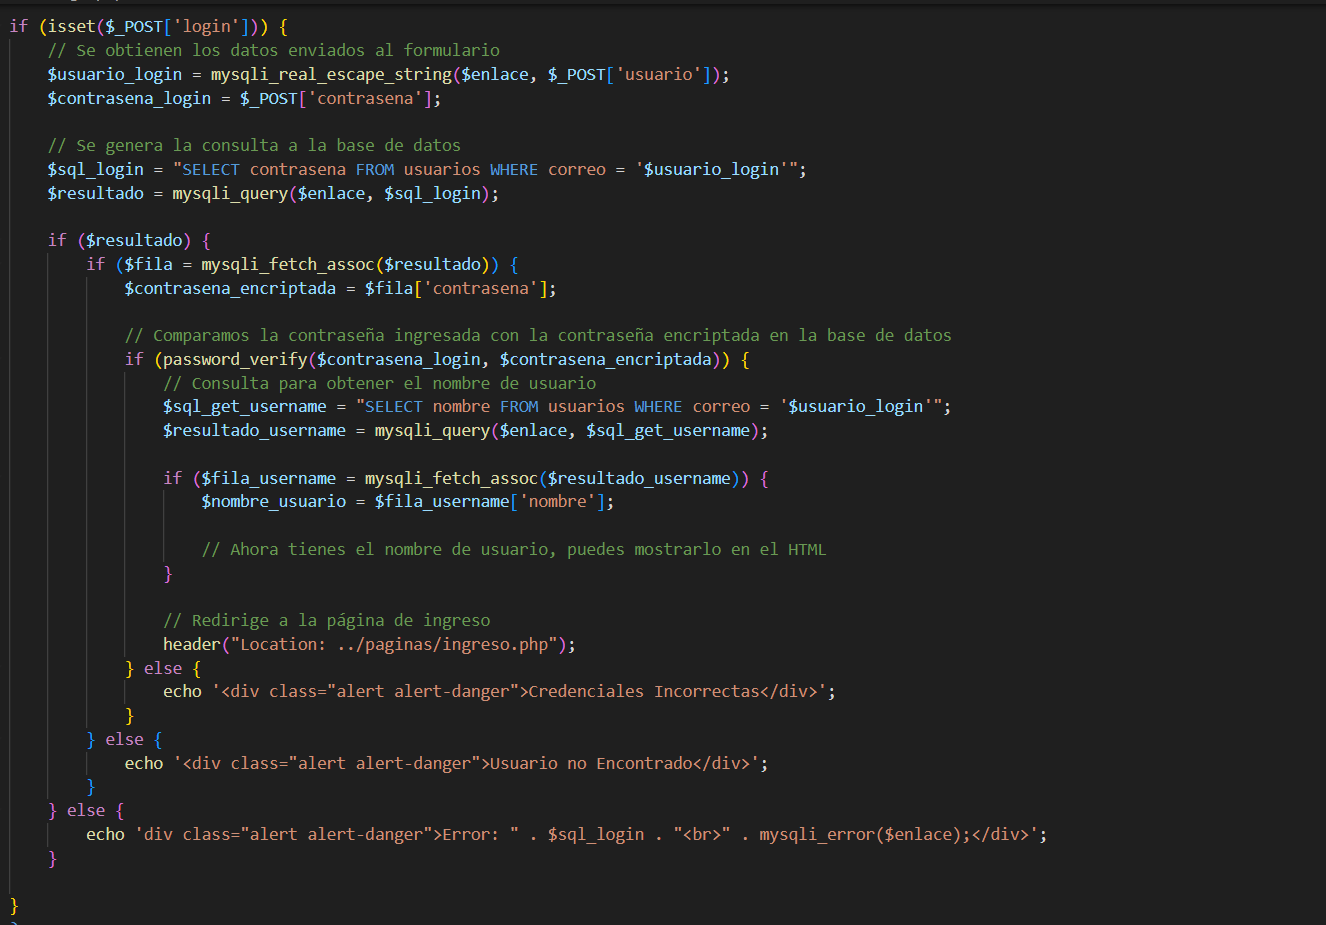 if (isset($_POST['login'])) {
    // Se obtienen los datos enviados al formulario
    $usuario_login = mysqli_real_escape_string($enlace, $_POST['usuario']);
    $contrasena_login = $_POST['contrasena'];

    // Se genera la consulta a la base de datos
    $sql_login = "SELECT contrasena FROM usuarios WHERE correo = '$usuario_login'";
    $resultado = mysqli_query($enlace, $sql_login);

    if ($resultado) {
        if ($fila = mysqli_fetch_assoc($resultado)) {
            $contrasena_encriptada = $fila['contrasena'];

            // Comparamos la contraseña ingresada con la contraseña encriptada en la base de datos
            if (password_verify($contrasena_login, $contrasena_encriptada)) {
                // Consulta para obtener el nombre de usuario
                $sql_get_username = "SELECT nombre FROM usuarios WHERE correo = '$usuario_login'";
                $resultado_username = mysqli_query($enlace, $sql_get_username);

                if ($fila_username = mysqli_fetch_assoc($resultado_username)) {
                    $nombre_usuario = $fila_username['nombre'];

                    // Ahora tienes el nombre de usuario, puedes mostrarlo en el HTML
                }

                // Redirige a la página de ingreso
                header("Location: ../paginas/ingreso.php");
            } else {
                echo '<div class="alert alert-danger">Credenciales Incorrectas</div>';
            }
        } else {
            echo '<div class="alert alert-danger">Usuario no Encontrado</div>';
        }
    } else {
        echo 'div class="alert alert-danger">Error: " . $sql_login . "<br>" . mysqli_error($enlace);</div>';
    }

}